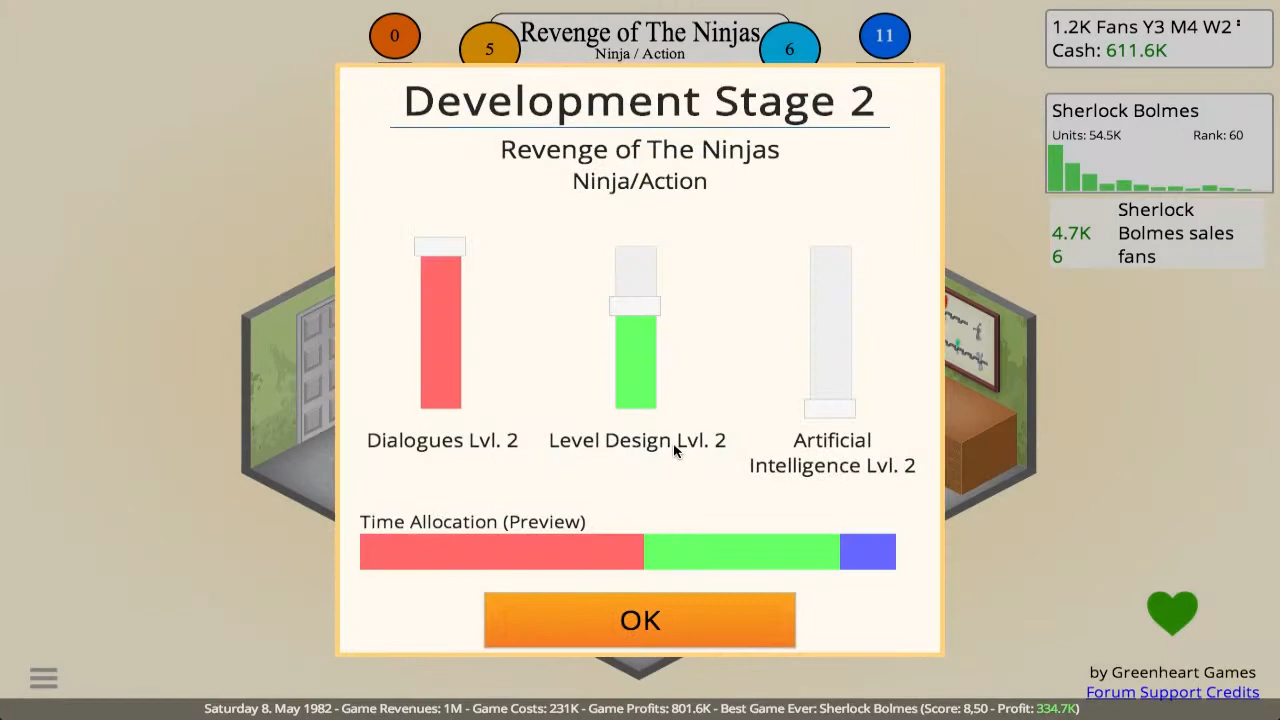 0
5
Revenge of The Ninjas
Ninja / Action
6
11
1.2K Fans Y3 M4 W2
Cash: 611.6K
Sherlock Bolmes
Units: 54.5K Rank: 60
Sherlock
4.7K Bolmes sales
6 fans
Development Stage 2
Revenge of The Ninjas
Ninja/Action
Dialogues Lvl. 2
Level Design Lvl. 2
Artificial
Intelligence Lvl. 2
Time Allocation (Preview)
OK
by Greenheart Games
Forum Support Credits
Saturday 8. May 1982 - Game Revenues: 1M - Game Costs: 231K - Game Profits: 801.6K - Best Game Ever: Sherlock Bolmes (Score: 8,50 - Profit: 334.7K)